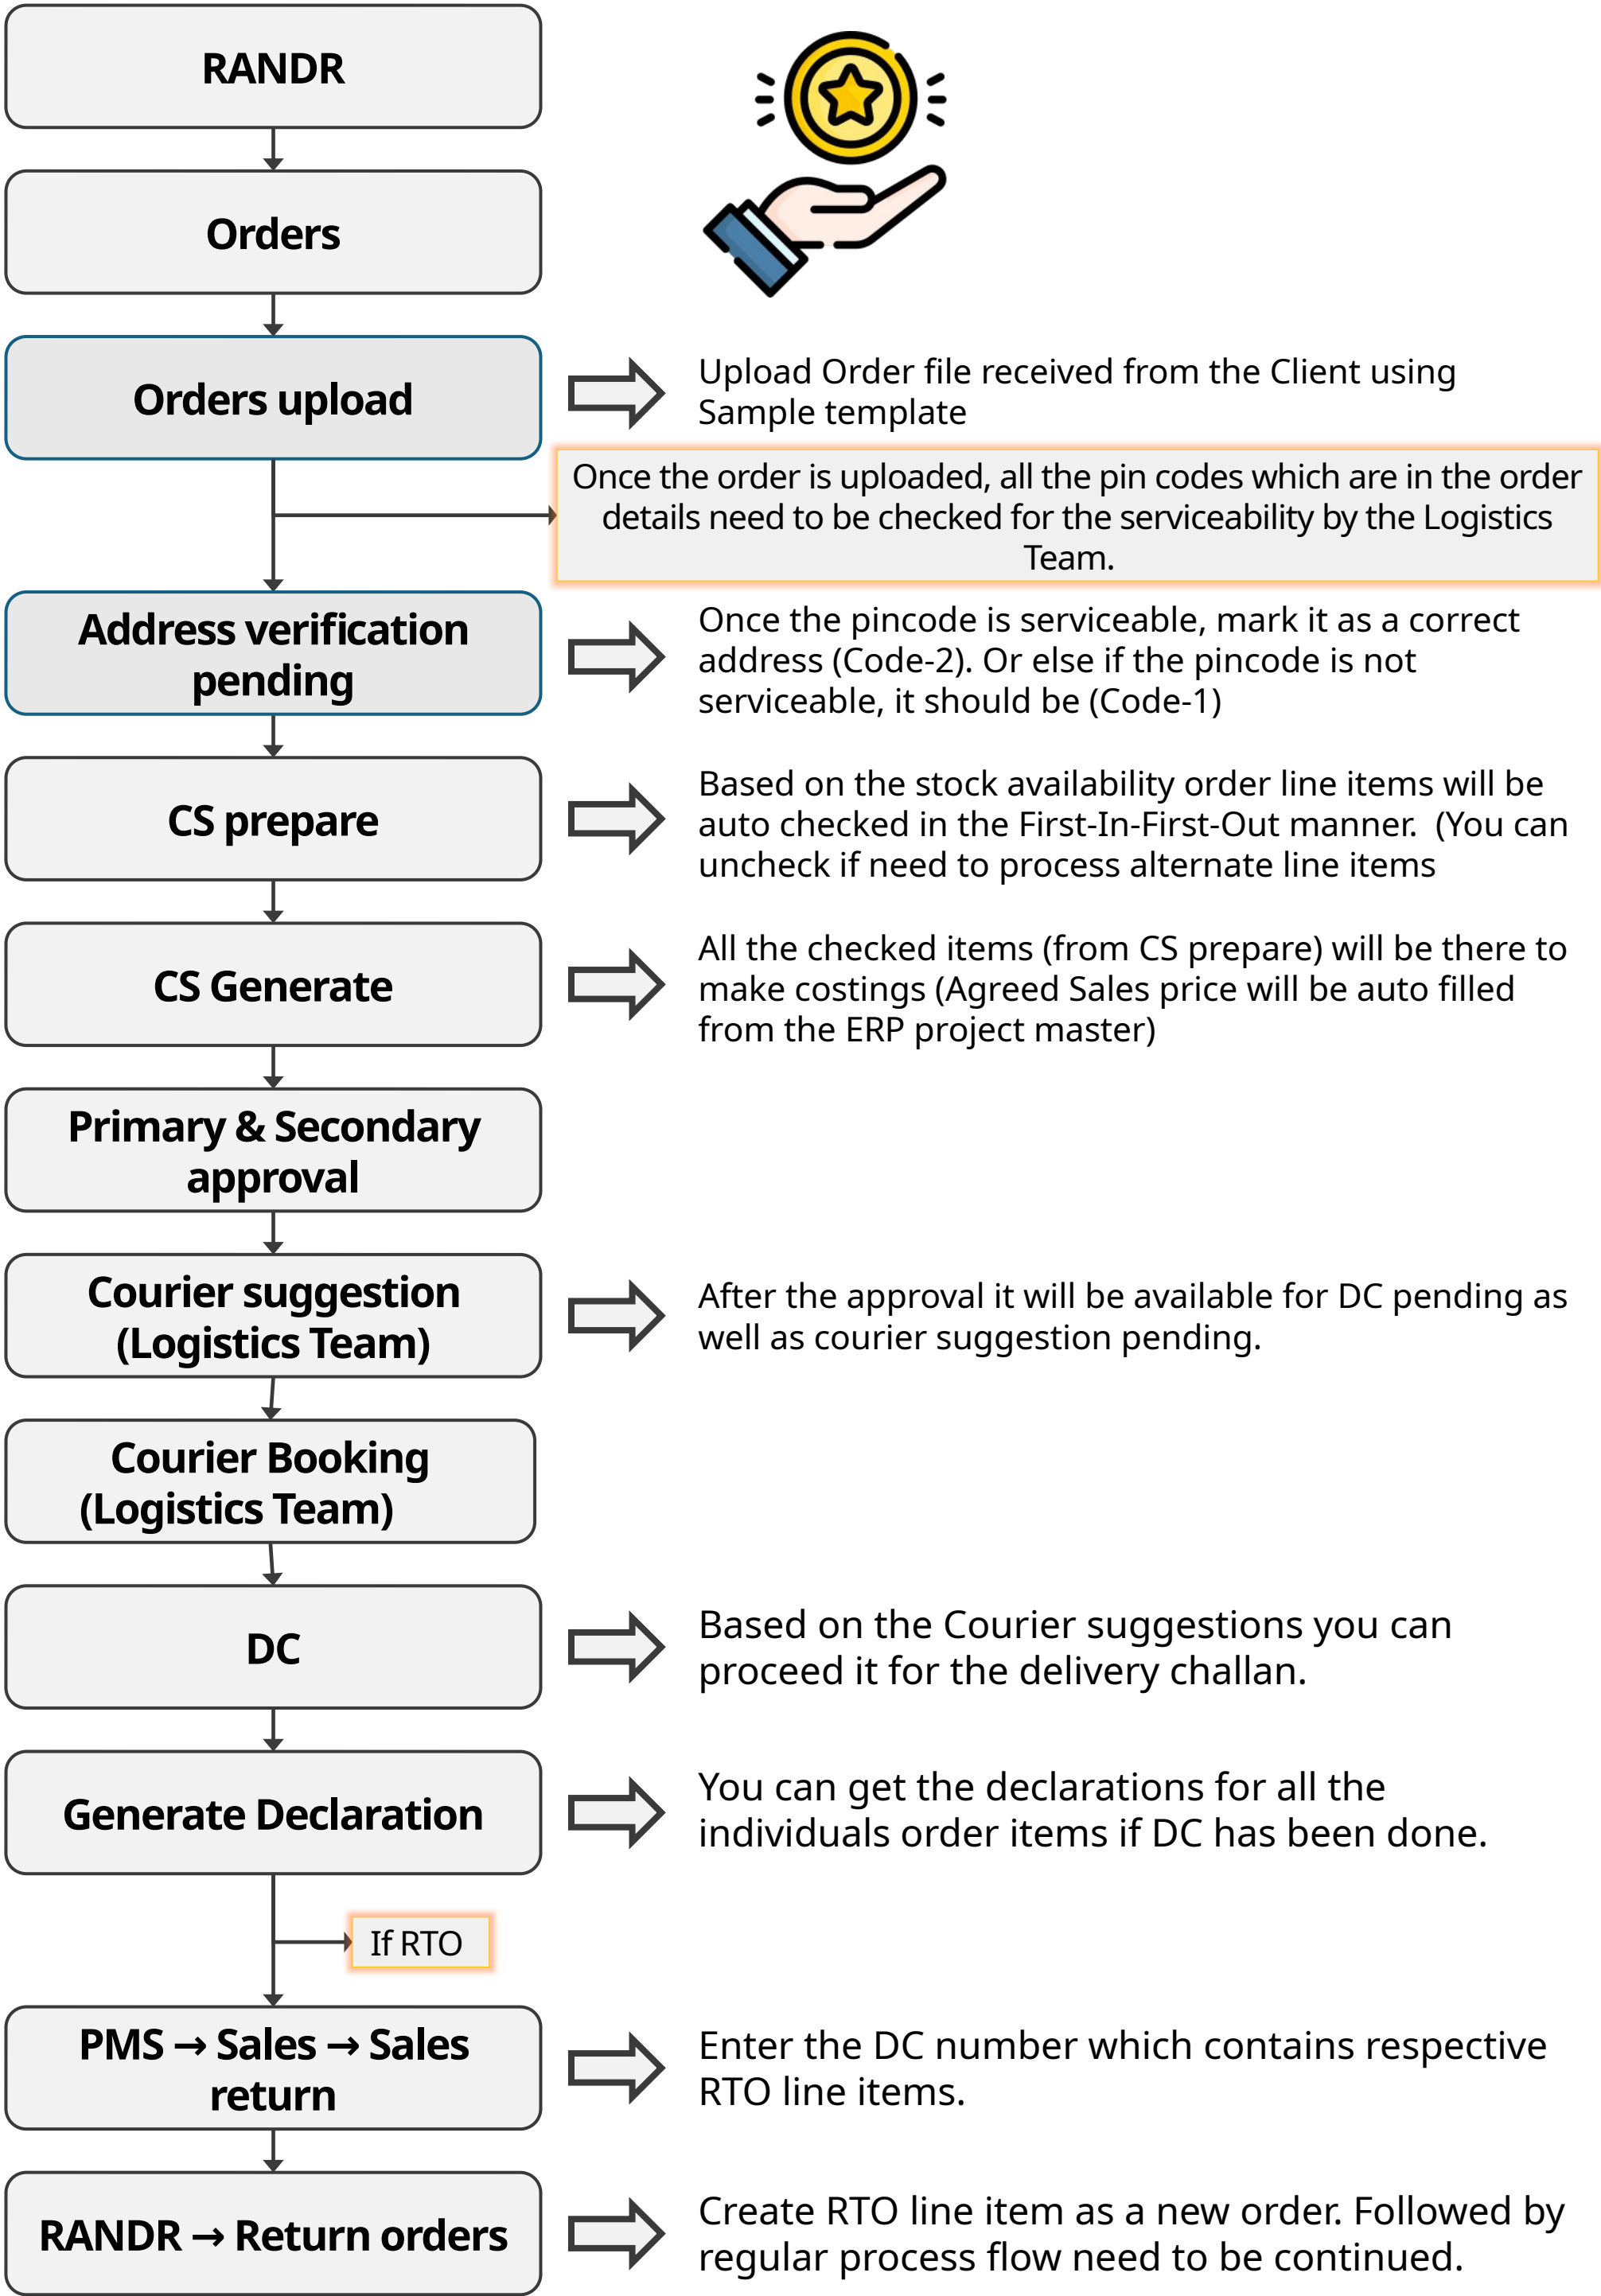 RANDR
Orders
Orders upload
Upload Order file received from the Client using
Sample template
Once the order is uploaded, all the pin codes which are in the order
details need to be checked for the serviceability by the Logistics
Team.
Address verification
pending
Once the pincode is serviceable, mark it as a correct
address (Code-2). Or else if the pincode is not
serviceable, it should be (Code-1)
CS prepare
Based on the stock availability order line items will be
auto checked in the First-In-First-Out manner.  (You can
uncheck if need to process alternate line items
CS Generate
All the checked items (from CS prepare) will be there to
make costings (Agreed Sales price will be auto filled
from the ERP project master)
Primary & Secondary
approval
Courier suggestion
(Logistics Team)
After the approval it will be available for DC pending as
well as courier suggestion pending.
Courier Booking
(Logistics Team)
DC
Based on the Courier suggestions you can
proceed it for the delivery challan.
Generate Declaration
You can get the declarations for all the
individuals order items if DC has been done.
If RTO
PMS → Sales → Sales
return
Enter the DC number which contains respective
RTO line items.
RANDR → Return orders
Create RTO line item as a new order. Followed by
regular process flow need to be continued.